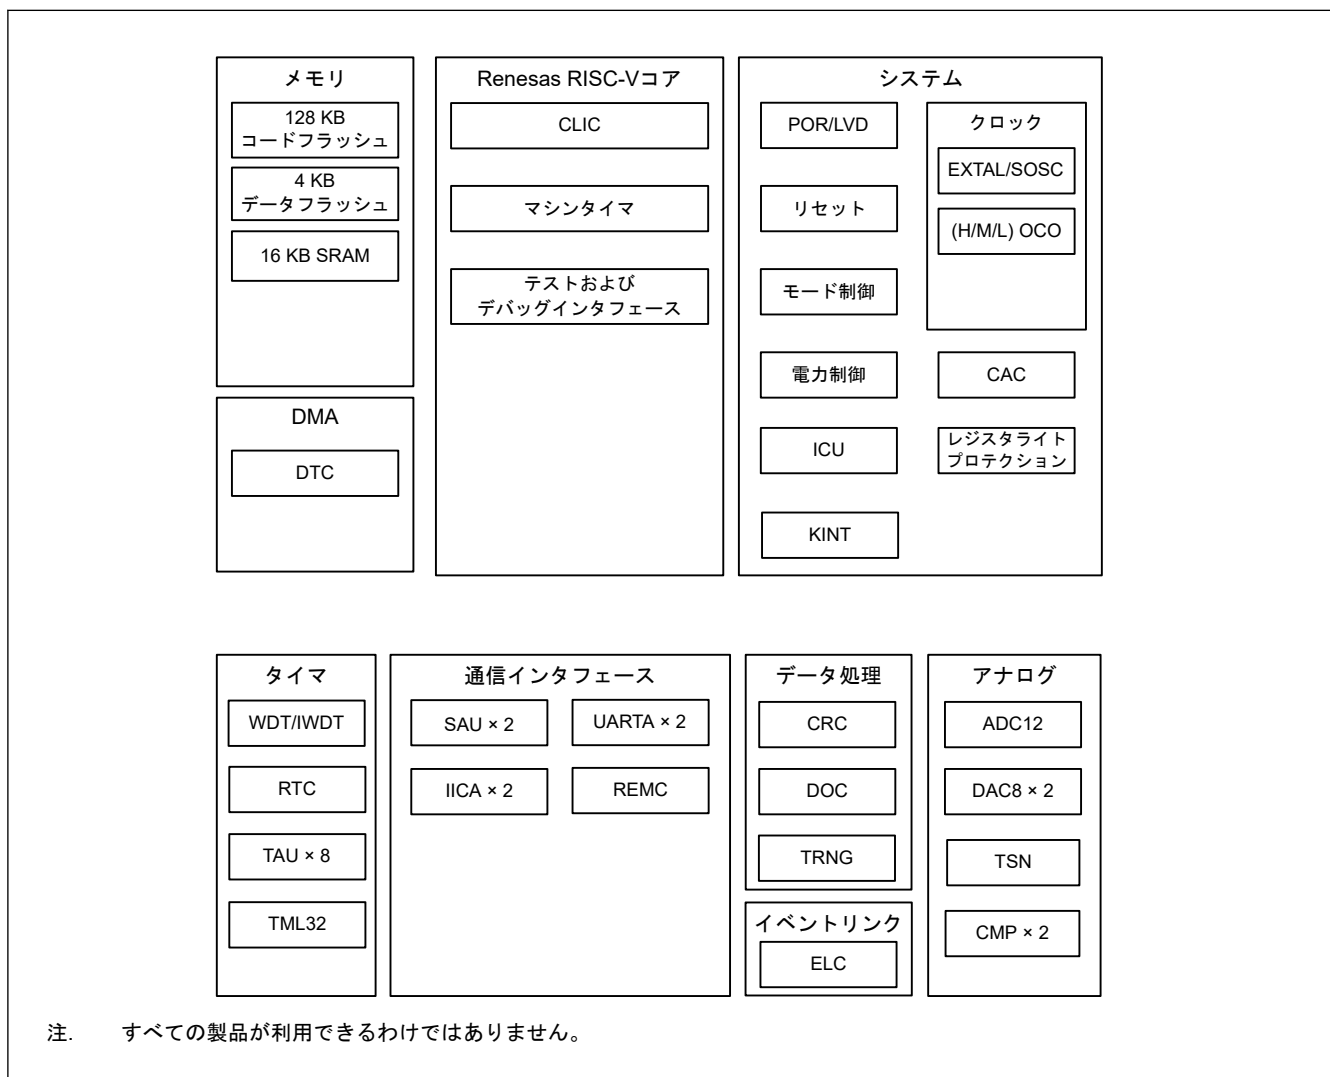 メモリ
128 KB
コードフラッシュ
4 KB
データフラッシュ
16 KB SRAM
DMA
DTC
Renesas RISC-Vコア
CLIC
マシンタイマ
テストおよび
デバッグインタフェース
システム
POR/LVD
リセット
モード制御
電力制御
ICU
KINT
クロック
EXTAL/SOSC
(H/M/L) OCO
CAC
レジスタライト
プロテクション
タイマ
WDT/IWDT
RTC
TAU × 8
TML32
通信インタフェース
SAU × 2
UARTA × 2
IICA × 2
REMC
データ処理
CRC
DOC
TRNG
イベントリンク
ELC
アナログ
ADC12
DAC8 × 2
TSN
CMP × 2
注. すべての製品が利用できるわけではありません。